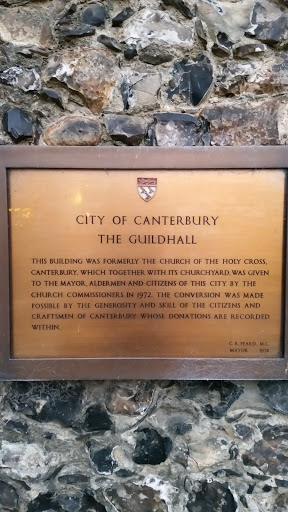 CITY OF CANTERBURY
THE GUILDHALL
THIS BUILDING WAS FORMERLY THE CHURCH OF THE HOLY CROSS,
CANTERBURY, WHICH TOGETHER WITH ITS CHURCHYARD, WAS GIVEN
TO THE MAYOR, ALDERMEN AND CITIZENS OF THIS CITY BY THE
CHURCH COMMISSIONERS IN 1972. THE CONVERSION WAS MADE
POSSIBLE BY THE GENEROSITY AND SKILL OF THE CITIZENS AND
CRAFTSMEN OF CANTERBURY WHOSE DONATIONS ARE RECORDED
WITHIN.
MAYOR 1978